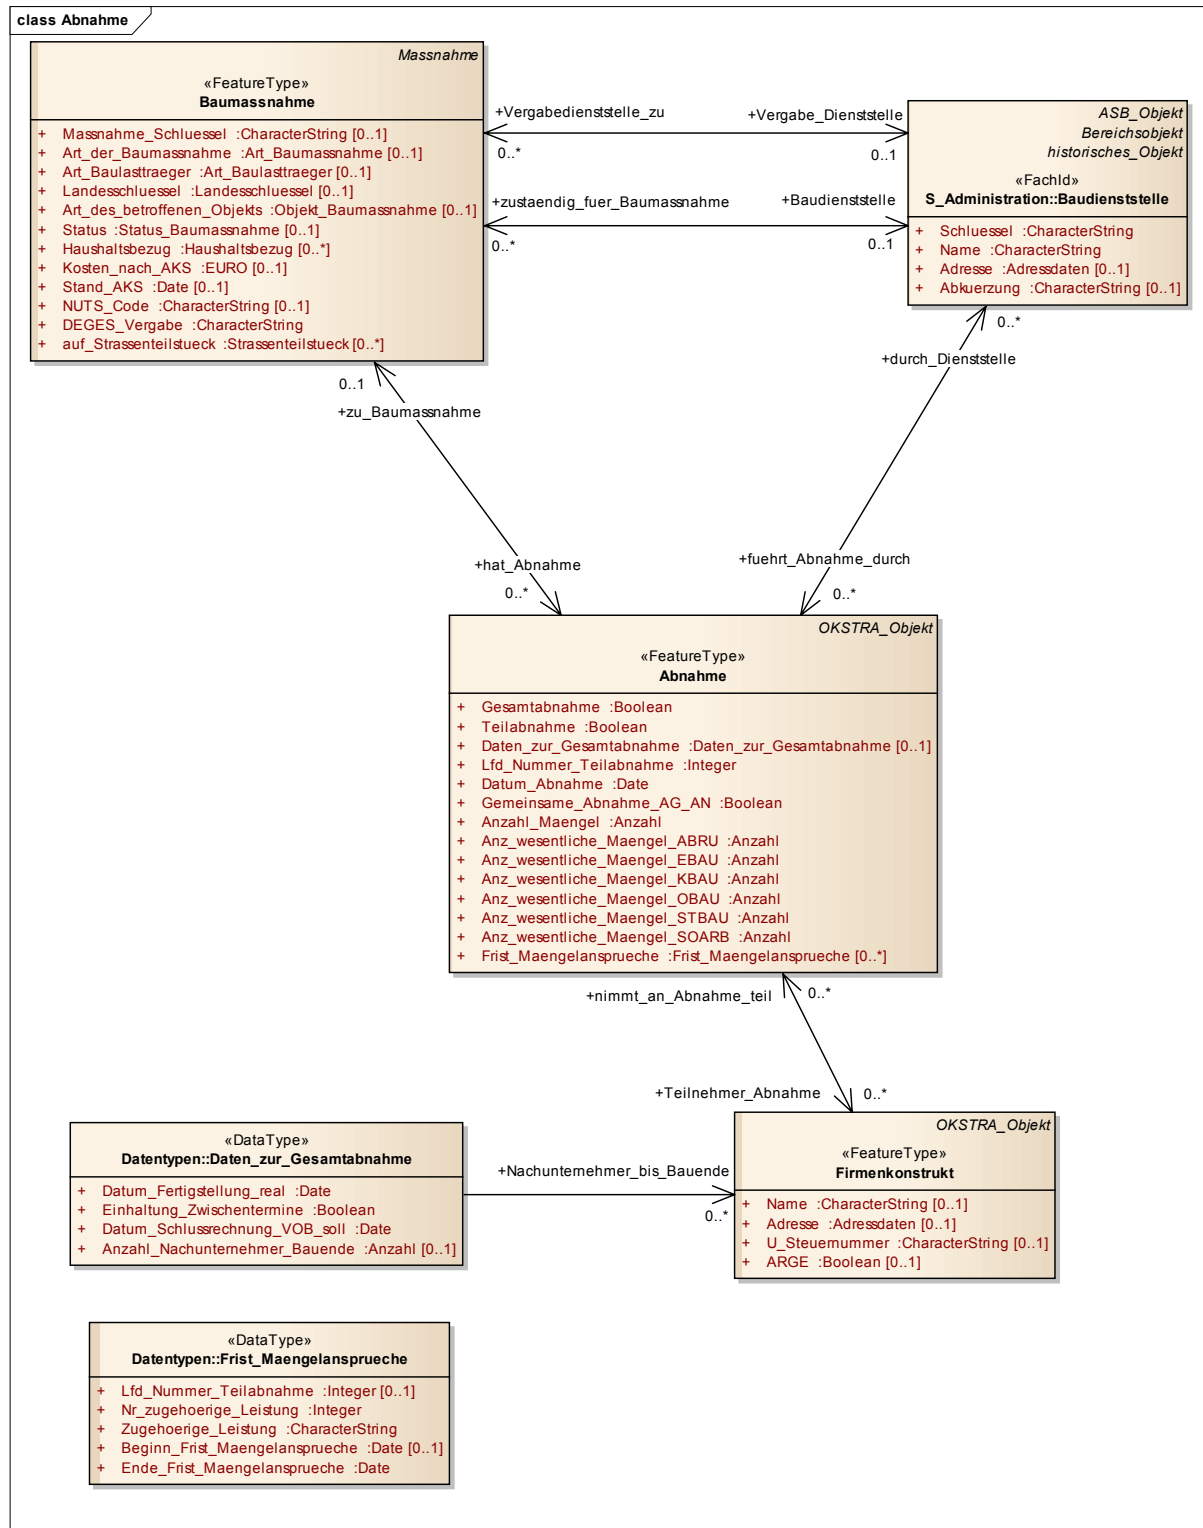 class Abnahme
Massnahme
«FeatureType»
Baumassnahme
+ Massnahme_Schluessel :CharacterString [0..1]
+ Art_der_Baumassnahme :Art_Baumassnahme [0..1]
+ Art_Baulasttraeger :Art_Baulasttraeger [0..1]
+ Landesschluessel :Landesschluessel [0..1]
+ Art_des_betroffenen_Objekts :Objekt_Baumassnahme [0..1]
+ Status :Status_Baumassnahme [0..1]
+ Haushaltsbezug :Haushaltsbezug [0..*]
+ Kosten_nach_AKS :EURO [0..1]
+ Stand_AKS :Date [0..1]
+ NUTS_Code :CharacterString [0..1]
+ DEGES_Vergabe :CharacterString
+ auf_Strassenteilstueck :Strassenteilstueck [0..*]
+Vergabedienststelle_zu
0..*
+Vergabe_Dienststelle
0..1
+zustaendig_fuer_Baumassnahme
0..*
+Baudienststelle
0..1
ASB_Objekt
Bereichsobjekt
historisches_Objekt
«FachId»
S_Administration::Baudienststelle
+ Schluessel :CharacterString
+ Name :CharacterString
+ Adresse :Adressdaten [0..1]
+ Abkuerzung :CharacterString [0..1]
0..*
+durch_Dienststelle
0..1
+zu_Baumassnahme
+hat_Abnahme
0..*
+fuehrt_Abnahme_durch
0..*
OKSTRA_Objekt
«FeatureType»
Abnahme
+ Gesamtabnahme :Boolean
+ Teilabnahme :Boolean
+ Daten_zur_Gesamtabnahme :Daten_zur_Gesamtabnahme [0..1]
+ Lfd_Nummer_Teilabnahme :Integer
+ Datum_Abnahme :Date
+ Gemeinsame_Abnahme_AG_AN :Boolean
+ Anzahl_Maengel :Anzahl
+ Anz_wesentliche_Maengel_ABRU :Anzahl
+ Anz_wesentliche_Maengel_EBAU :Anzahl
+ Anz_wesentliche_Maengel_KBAU :Anzahl
+ Anz_wesentliche_Maengel_OBAU :Anzahl
+ Anz_wesentliche_Maengel_STBAU :Anzahl
+ Anz_wesentliche_Maengel_SOARB :Anzahl
+ Frist_Maengelansprueche :Frist_Maengelansprueche [0..*]
+nimmt_an_Abnahme_teil
0..*
+Teilnehmer_Abnahme
0..*
«DataType»
Datentypen::Daten_zur_Gesamtabnahme
+ Datum_Fertigstellung_real :Date
+ Einhaltung_Zwischentermine :Boolean
+ Datum_Schlussrechnung_VOB_soll :Date
+ Anzahl_Nachunternehmer_Bauende :Anzahl [0..1]
+Nachunternehmer_bis_Bauende
0..*
OKSTRA_Objekt
«FeatureType»
Firmenkonstrukt
+ Name :CharacterString [0..1]
+ Adresse :Adressdaten [0..1]
+ U_Steuernummer :CharacterString [0..1]
+ ARGE :Boolean [0..1]
«DataType»
Datentypen::Frist_Maengelansprueche
+ Lfd_Nummer_Teilabnahme :Integer [0..1]
+ Nr_zugehoerige_Leistung :Integer
+ Zugehoerige_Leistung :CharacterString
+ Beginn_Frist_Maengelansprueche :Date [0..1]
+ Ende_Frist_Maengelansprueche :Date